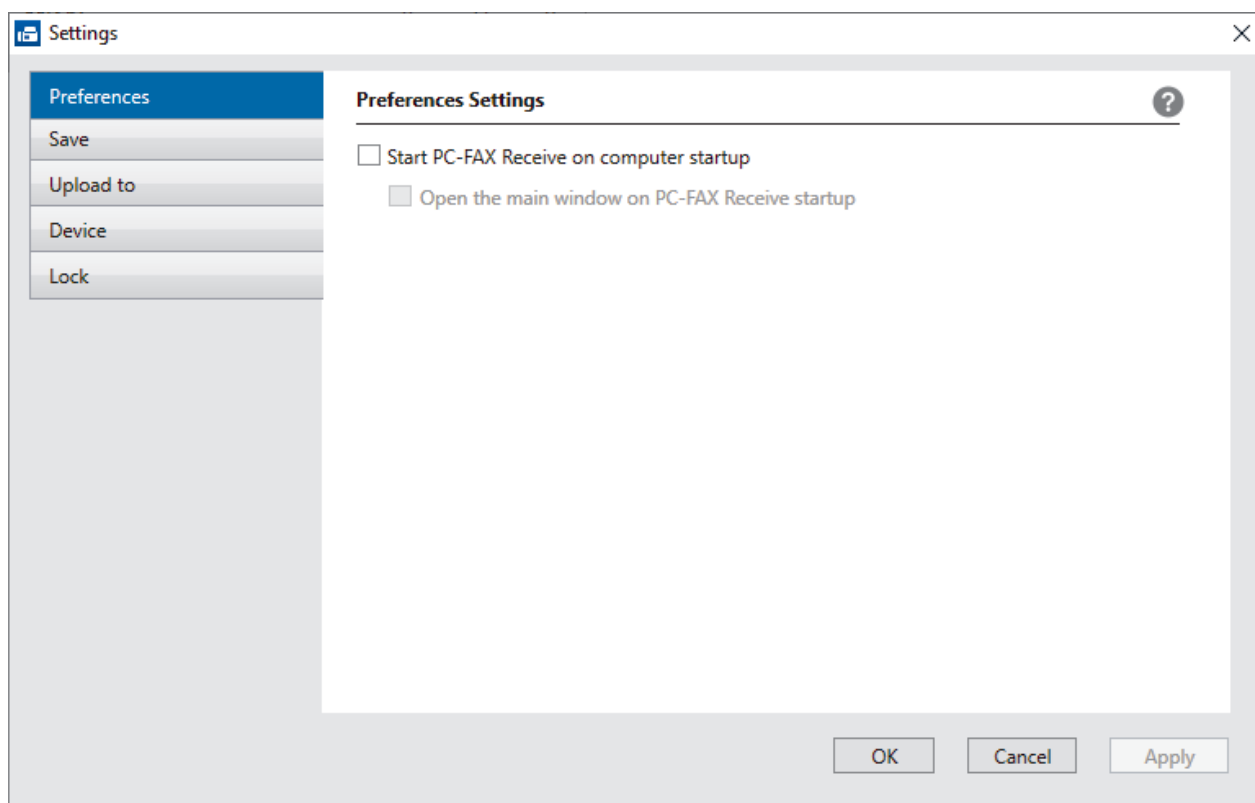 Settings
Preferences
Save
Upload to
Device
Lock
Preferences Settings
?
Start PC-FAX Receive on computer startup
Open the main window on PC-FAX Receive startup
OK
Cancel
Apply